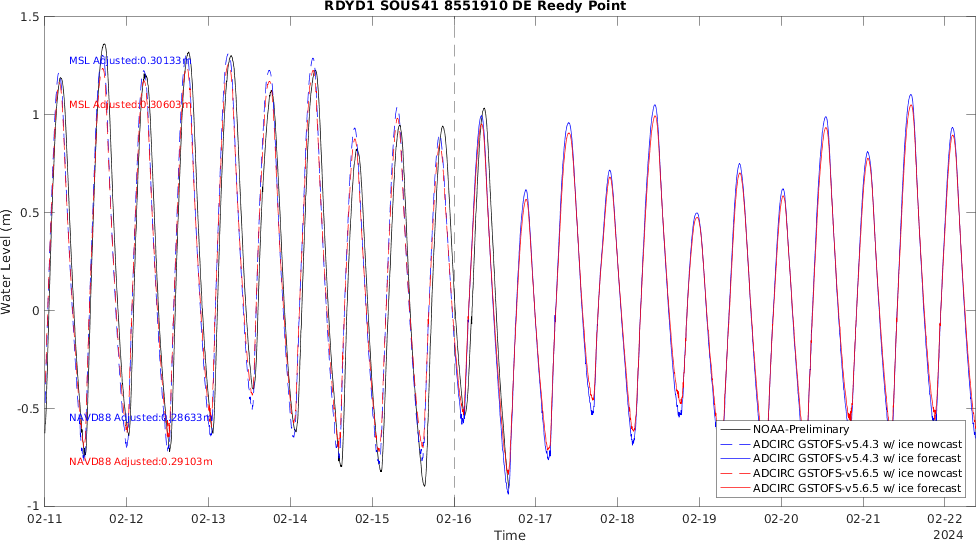 RDYD1 SOUS41 8551910 DE Reedy Point
1.5
MSL Adjusted:0.30133m
MSL Adjusted:0.30603m
1
0.5
Water Level (m)
0
-0.5
NAVD88 Adjusted:0.28633m
NAVD88 Adjusted:0.29103m
-1
NOAA-Preliminary
ADCIRC GSTOFS-v5.4.3 w/ ice nowcast
ADCIRC GSTOFS-v5.4.3 w/ ice forecast
ADCIRC GSTOFS-v5.6.5 w/ ice nowcast
ADCIRC GSTOFS-v5.6.5 w/ ice forecast
02-11 02-12 02-13 02-14 02-15 02-16 02-17 02-18 02-19 02-20 02-21 02-22
Time
2024